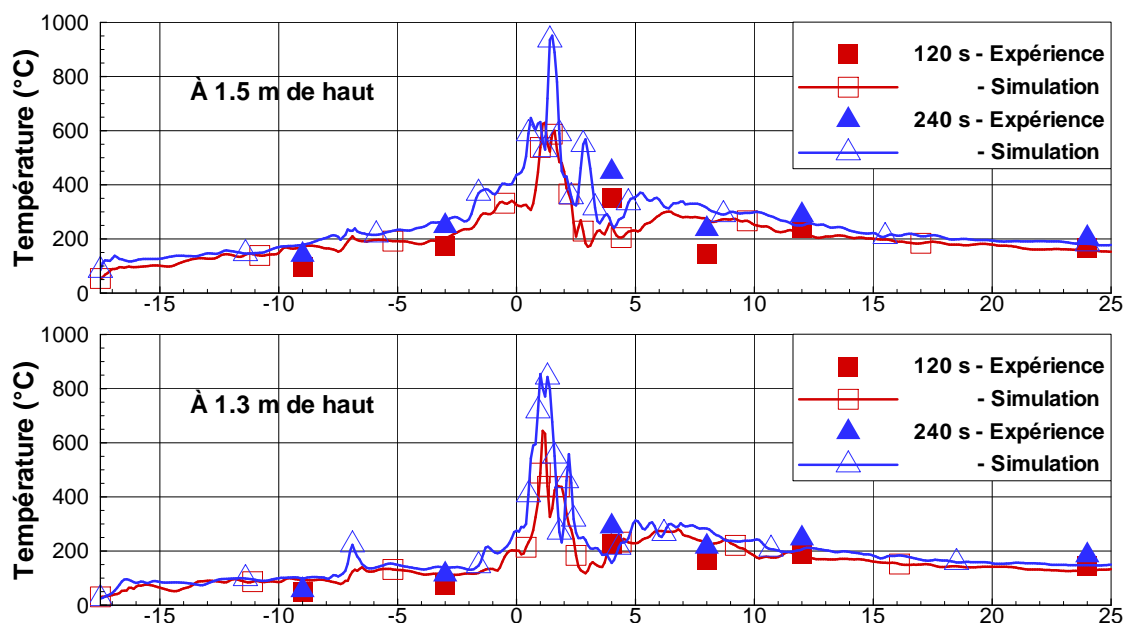 1000
800
600
400
200
0
Température (°C)
À 1.5 m de haut
120 s - Expérience
- Simulation
240 s - Expérience
- Simulation
-15 -10 -5 0 5 10 15 20 25
1000
800
600
400
200
0
Température (°C)
À 1.3 m de haut
120 s - Expérience
- Simulation
240 s - Expérience
- Simulation
-15 -10 -5 0 5 10 15 20 25